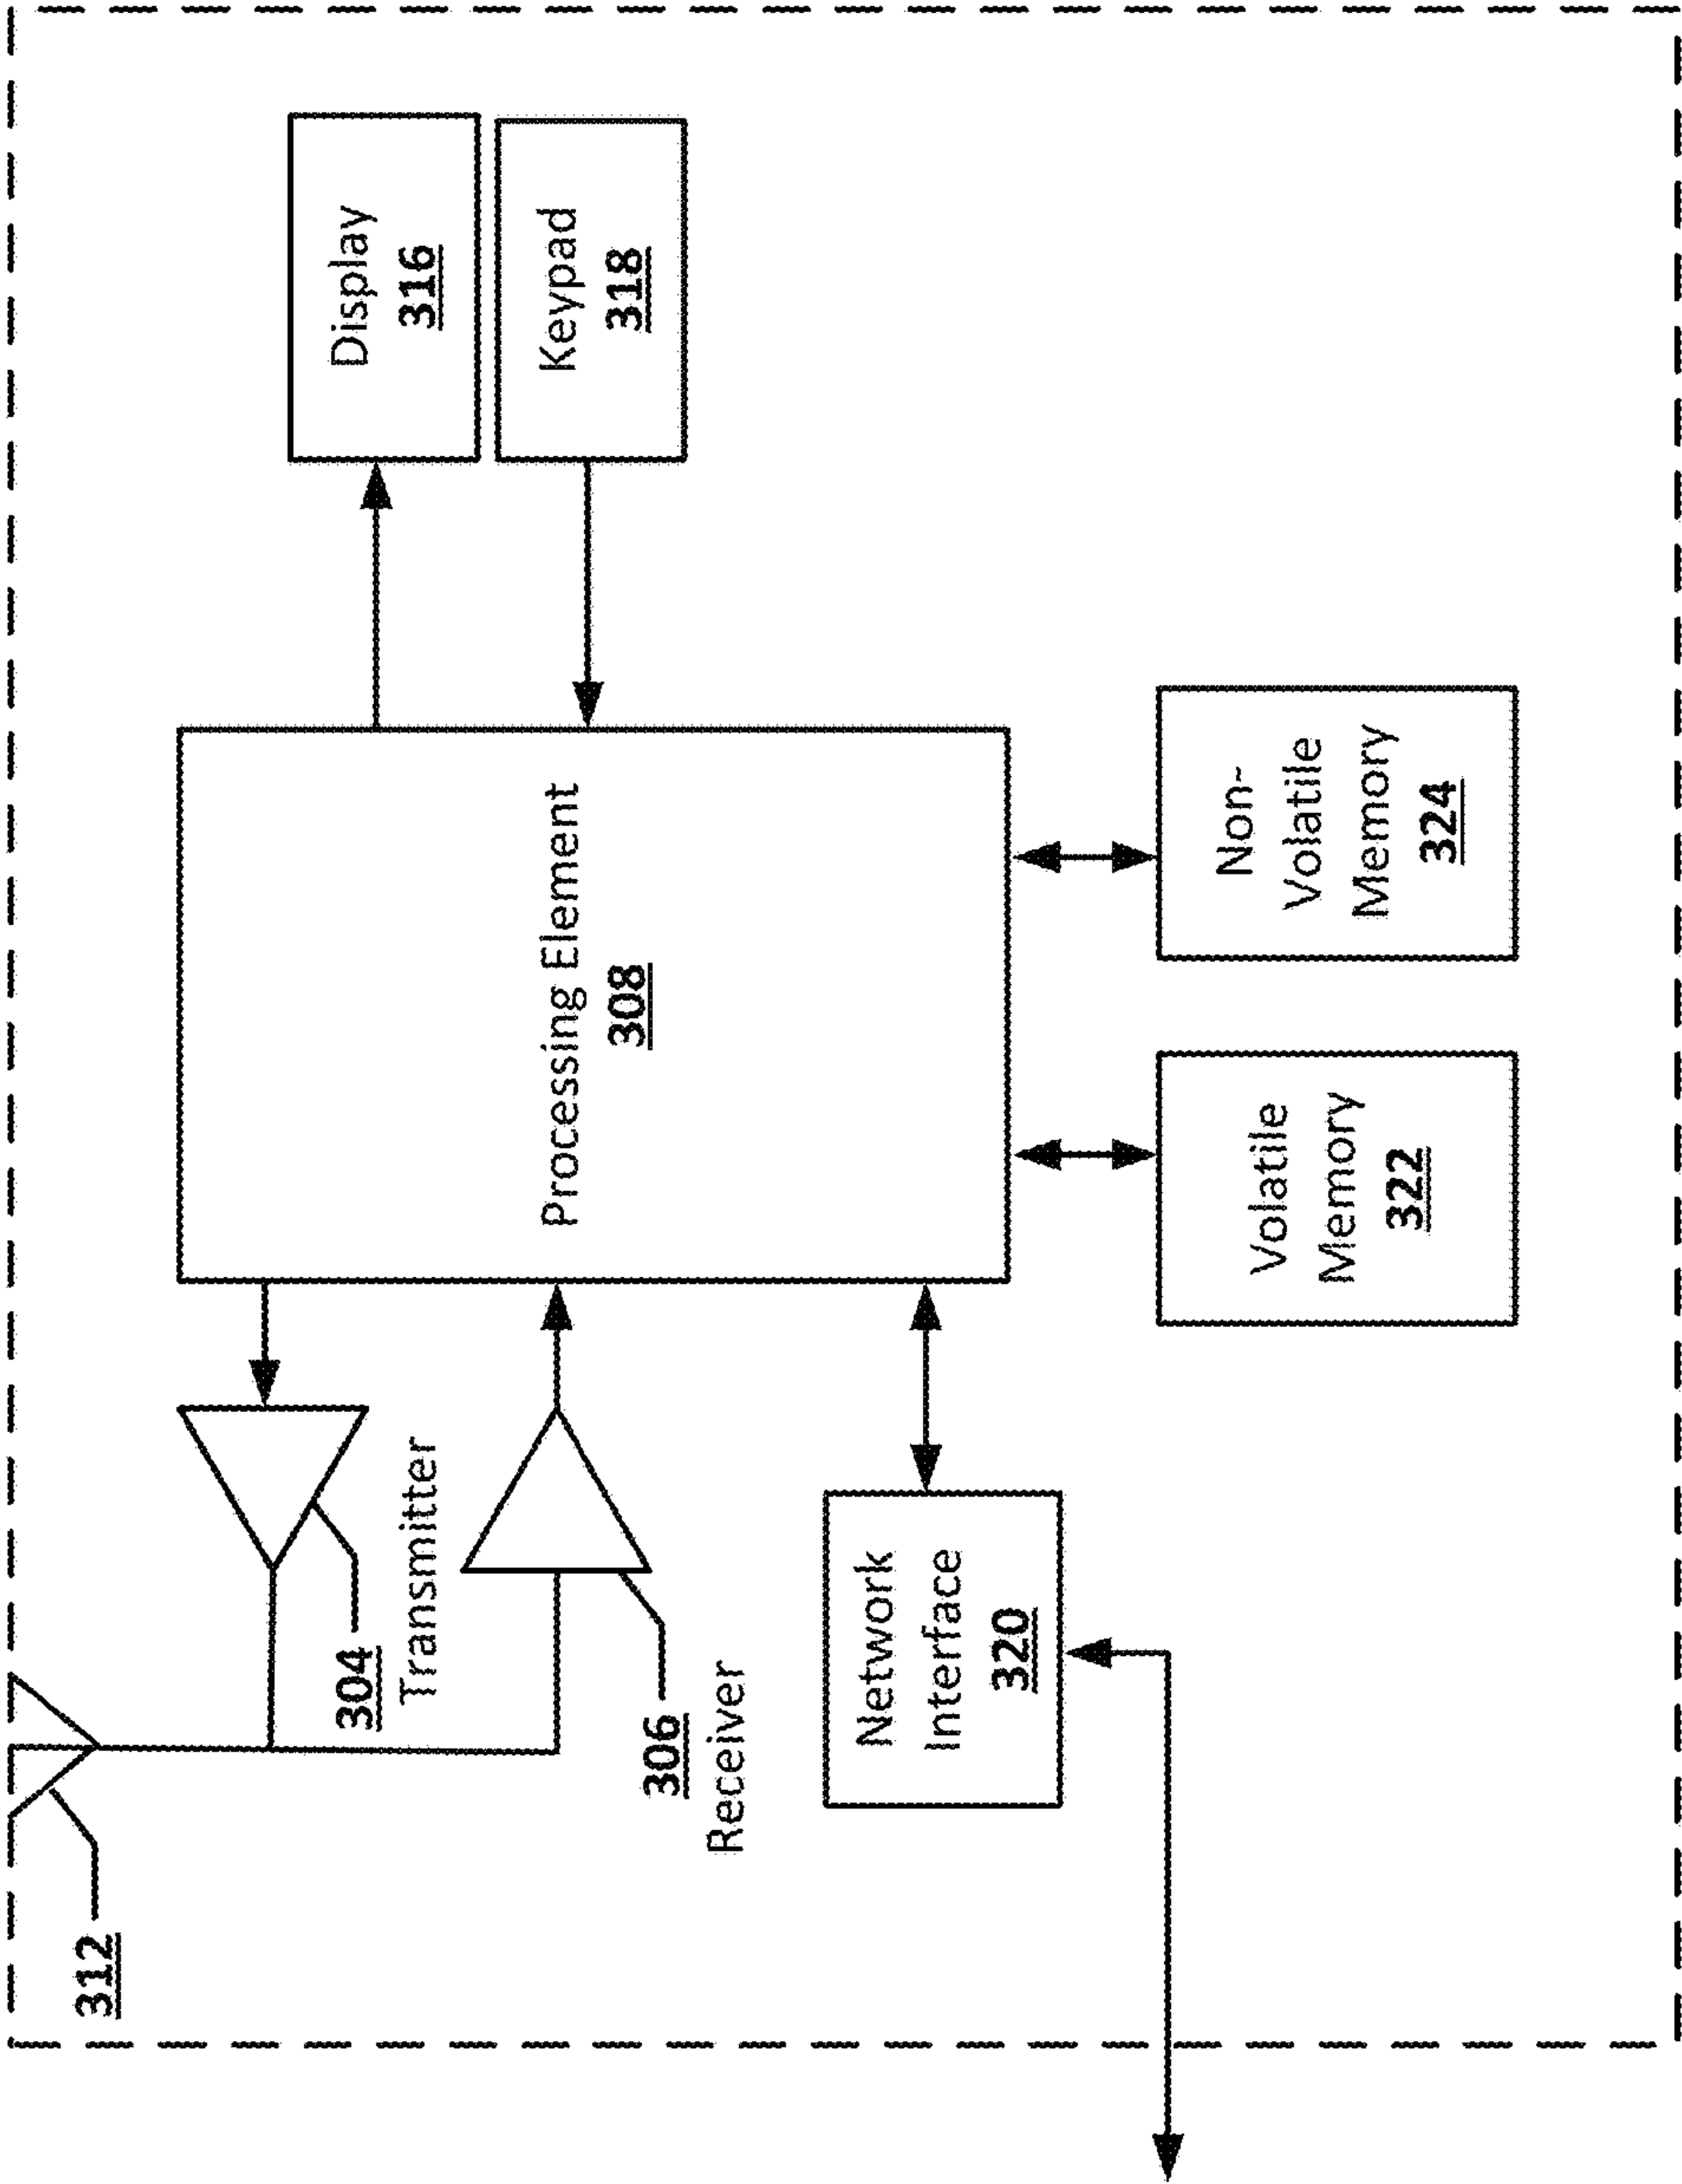 312
304
Transmitter
306
Receiver
Processing Element
308
Display
316
Keypad
318
Network
Interface
320
Volatile
Memory
322
Non-
Volatile
Memory
324